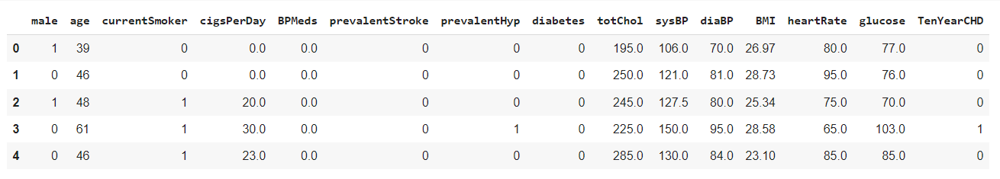 male age currentSmoker cigsPerDay BPMeds prevalentStroke prevalentHyp diabetes totChol sysBP diaBP BMI heartRate glucose TenYearCHD
0 1 39 0 0.0 0.0 0 0 0 195.0 106.0 70.0 26.97 80.0 77.0 0
1 0 46 0 0.0 0.0 0 0 0 250.0 121.0 81.0 28.73 95.0 76.0 0
2 1 48 1 20.0 0.0 0 0 0 245.0 127.5 80.0 25.34 75.0 70.0 0
3 0 61 1 30.0 0.0 0 1 0 225.0 150.0 95.0 28.58 65.0 103.0 1
4 0 46 1 23.0 0.0 0 0 0 285.0 130.0 84.0 23.10 85.0 85.0 0